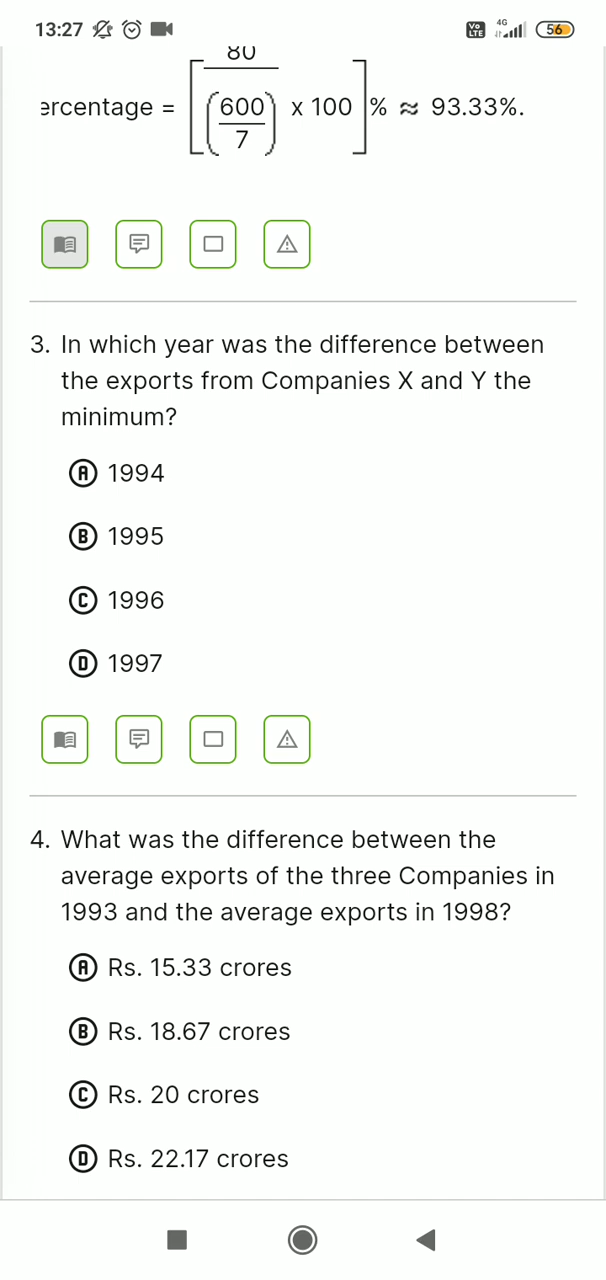 13:27 Vo LTE 4G 56
80
ercentage = [ (600/7) x 100 ]% ≈ 93.33%.
3. In which year was the difference between
the exports from Companies X and Y the
minimum?
A 1994
B 1995
C 1996
D 1997
4. What was the difference between the
average exports of the three Companies in
1993 and the average exports in 1998?
A Rs. 15.33 crores
B Rs. 18.67 crores
C Rs. 20 crores
D Rs. 22.17 crores